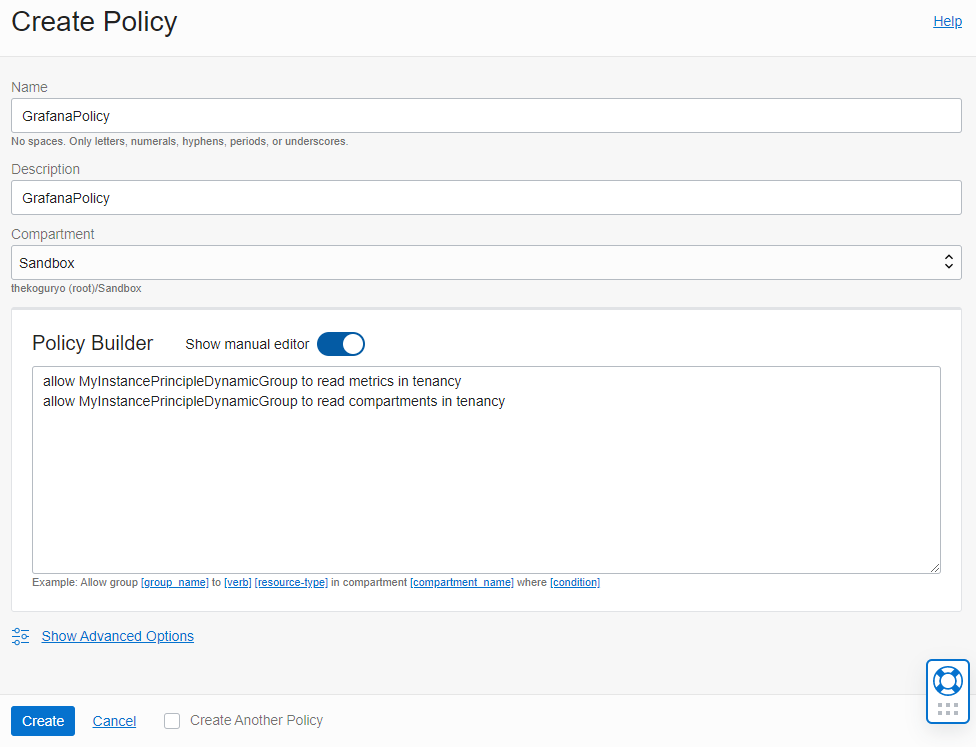 Create Policy
Help
Name
GrafanaPolicy
No spaces. Only letters, numerals, hyphens, periods, or underscores.
Description
GrafanaPolicy
Compartment
Sandbox
thekoguryo (root)/Sandbox
Policy Builder
Show manual editor
allow MyInstancePrincipleDynamicGroup to read metrics in tenancy
allow MyInstancePrincipleDynamicGroup to read compartments in tenancy
Example: Allow group [group_name] to [verb] [resource-type] in compartment [compartment_name] where [condition]
Show Advanced Options
Create
Cancel
Create Another Policy